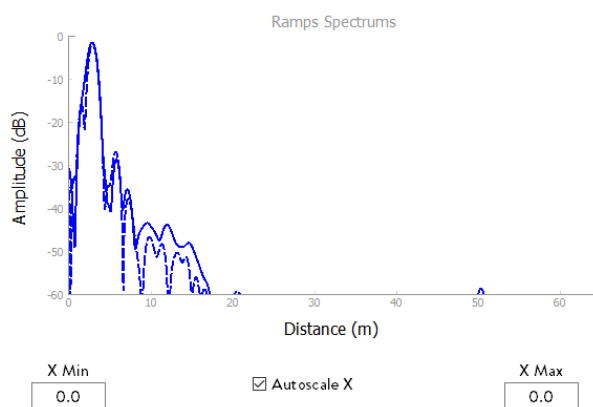 Ramps Spectrums
0
-10
-20
-30
-40
-50
-60
Amplitude (dB)
0 10 20 30 40 50 60
Distance (m)
X Min Autoscale X X Max
0.0 0.0